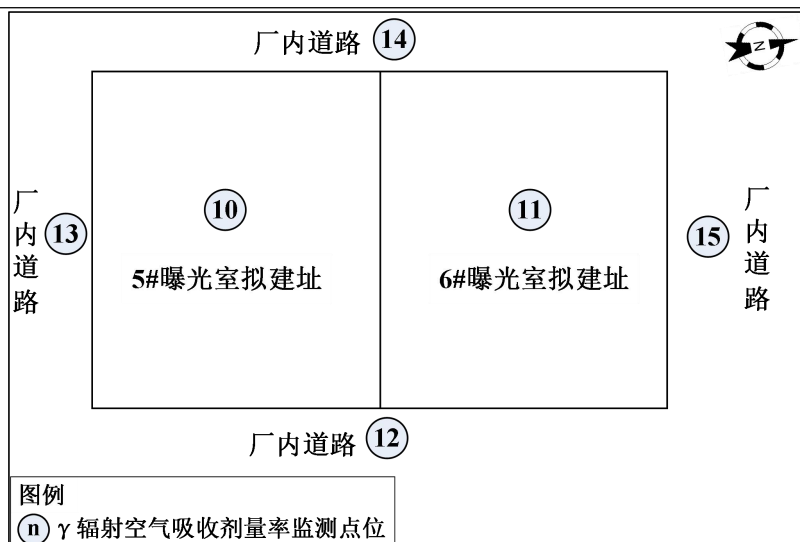 厂内道路 14
N
厂内道路 13
10
5#曝光室拟建址
11
6#曝光室拟建址
15 厂内道路
厂内道路 12
图例
n γ 辐射空气吸收剂量率监测点位